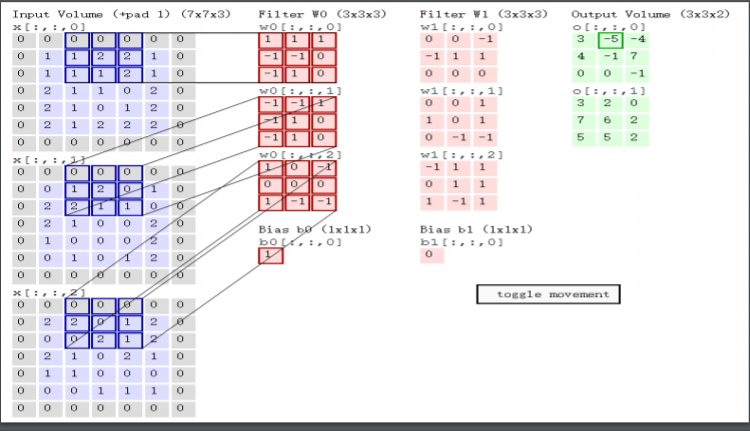 Input Volume (+pad 1) (7x7x3)
x[:,:,0]
0 0 0 0 0 0 0
0 1 1 2 2 1 0
0 1 1 1 2 1 0
0 2 1 1 0 2 0
0 2 1 0 1 2 0
0 2 1 2 2 2 0
0 0 0 0 0 0 0
x[:,:,1]
0 0 0 0 0 0 0
0 0 1 2 0 1 0
0 2 2 1 1 0 0
0 2 1 0 0 2 0
0 1 0 0 0 2 0
0 0 1 0 1 2 0
0 0 0 0 0 0 0
x[:,:,2]
0 0 0 0 0 0 0
0 2 2 0 1 2 0
0 0 0 2 1 2 0
0 2 1 0 2 1 0
0 1 1 0 0 0 0
0 0 0 1 1 1 0
0 0 0 0 0 0 0
Filter W0 (3x3x3)
w0[:,:,0]
1 1 1
-1 -1 0
-1 1 0
w0[:,:,1]
-1 -1 1
-1 1 0
-1 1 0
w0[:,:,2]
1 0 -1
0 0 0
1 -1 -1
Bias b0 (1x1x1)
b0[:,:,0]
1
Filter W1 (3x3x3)
w1[:,:,0]
0 0 -1
-1 1 1
0 0 0
w1[:,:,1]
0 0 1
1 0 1
0 -1 -1
w1[:,:,2]
-1 1 1
0 1 1
1 -1 1
Bias b1 (1x1x1)
b1[:,:,0]
0
Output Volume (3x3x2)
o[:,:,0]
3 -5 -4
4 -1 7
0 0 -1
o[:,:,1]
3 2 0
7 6 2
5 5 2
toggle movement